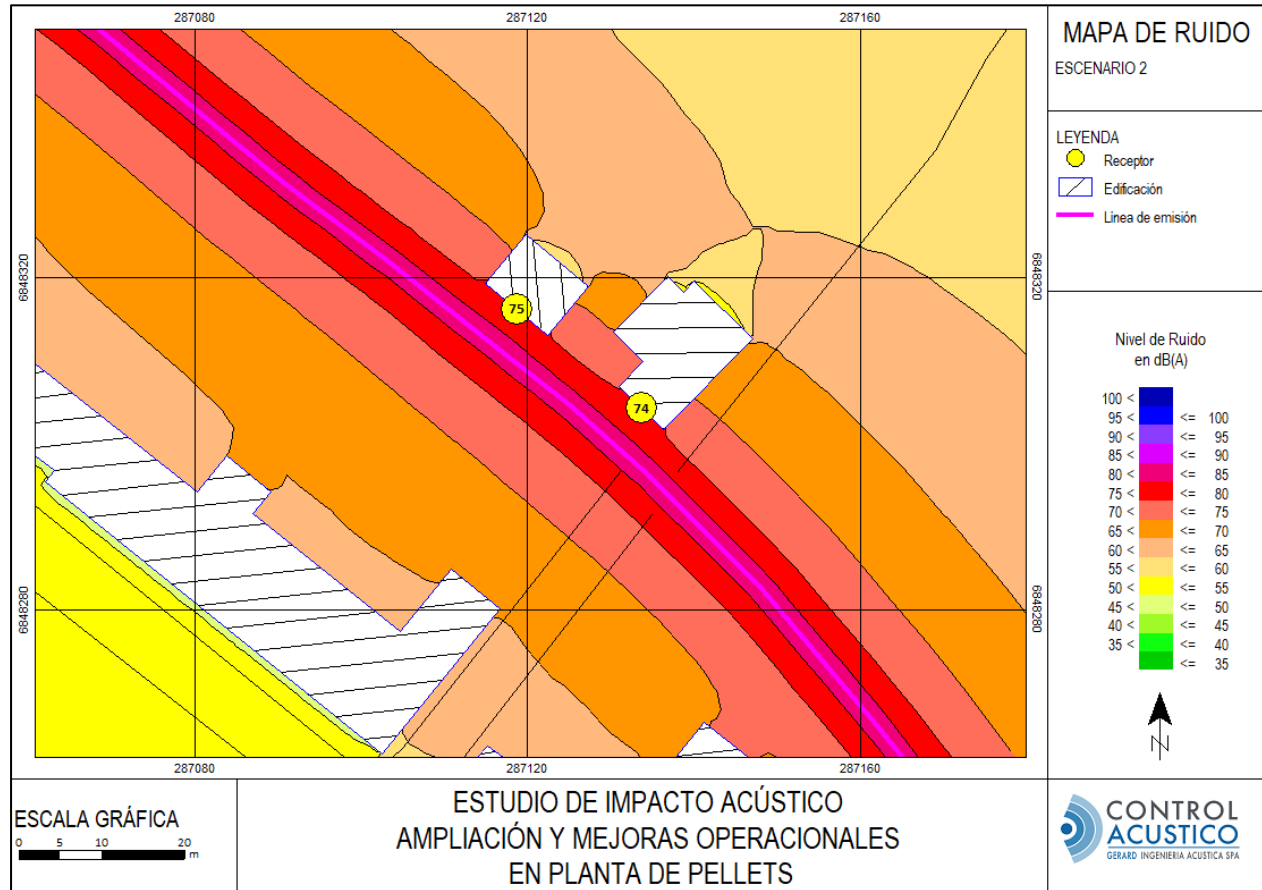 287080 287120 287160
6848320 6848320
6848280 6848280
75
74
287080 287120 287160
MAPA DE RUIDO
ESCENARIO 2
LEYENDA
Receptor
Edificación
Linea de emisión
Nivel de Ruido
en dB(A)
100 <
95 < <= 100
90 < <= 95
85 < <= 90
80 < <= 85
75 < <= 80
70 < <= 75
65 < <= 70
60 < <= 65
55 < <= 60
50 < <= 55
45 < <= 50
40 < <= 45
35 < <= 40
<= 35
N
ESCALA GRÁFICA
0 5 10 20
m
ESTUDIO DE IMPACTO ACÚSTICO
AMPLIACIÓN Y MEJORAS OPERACIONALES
EN PLANTA DE PELLETS
CONTROL
ACUSTICO
GERARD INGENIERIA ACUSTICA SPA